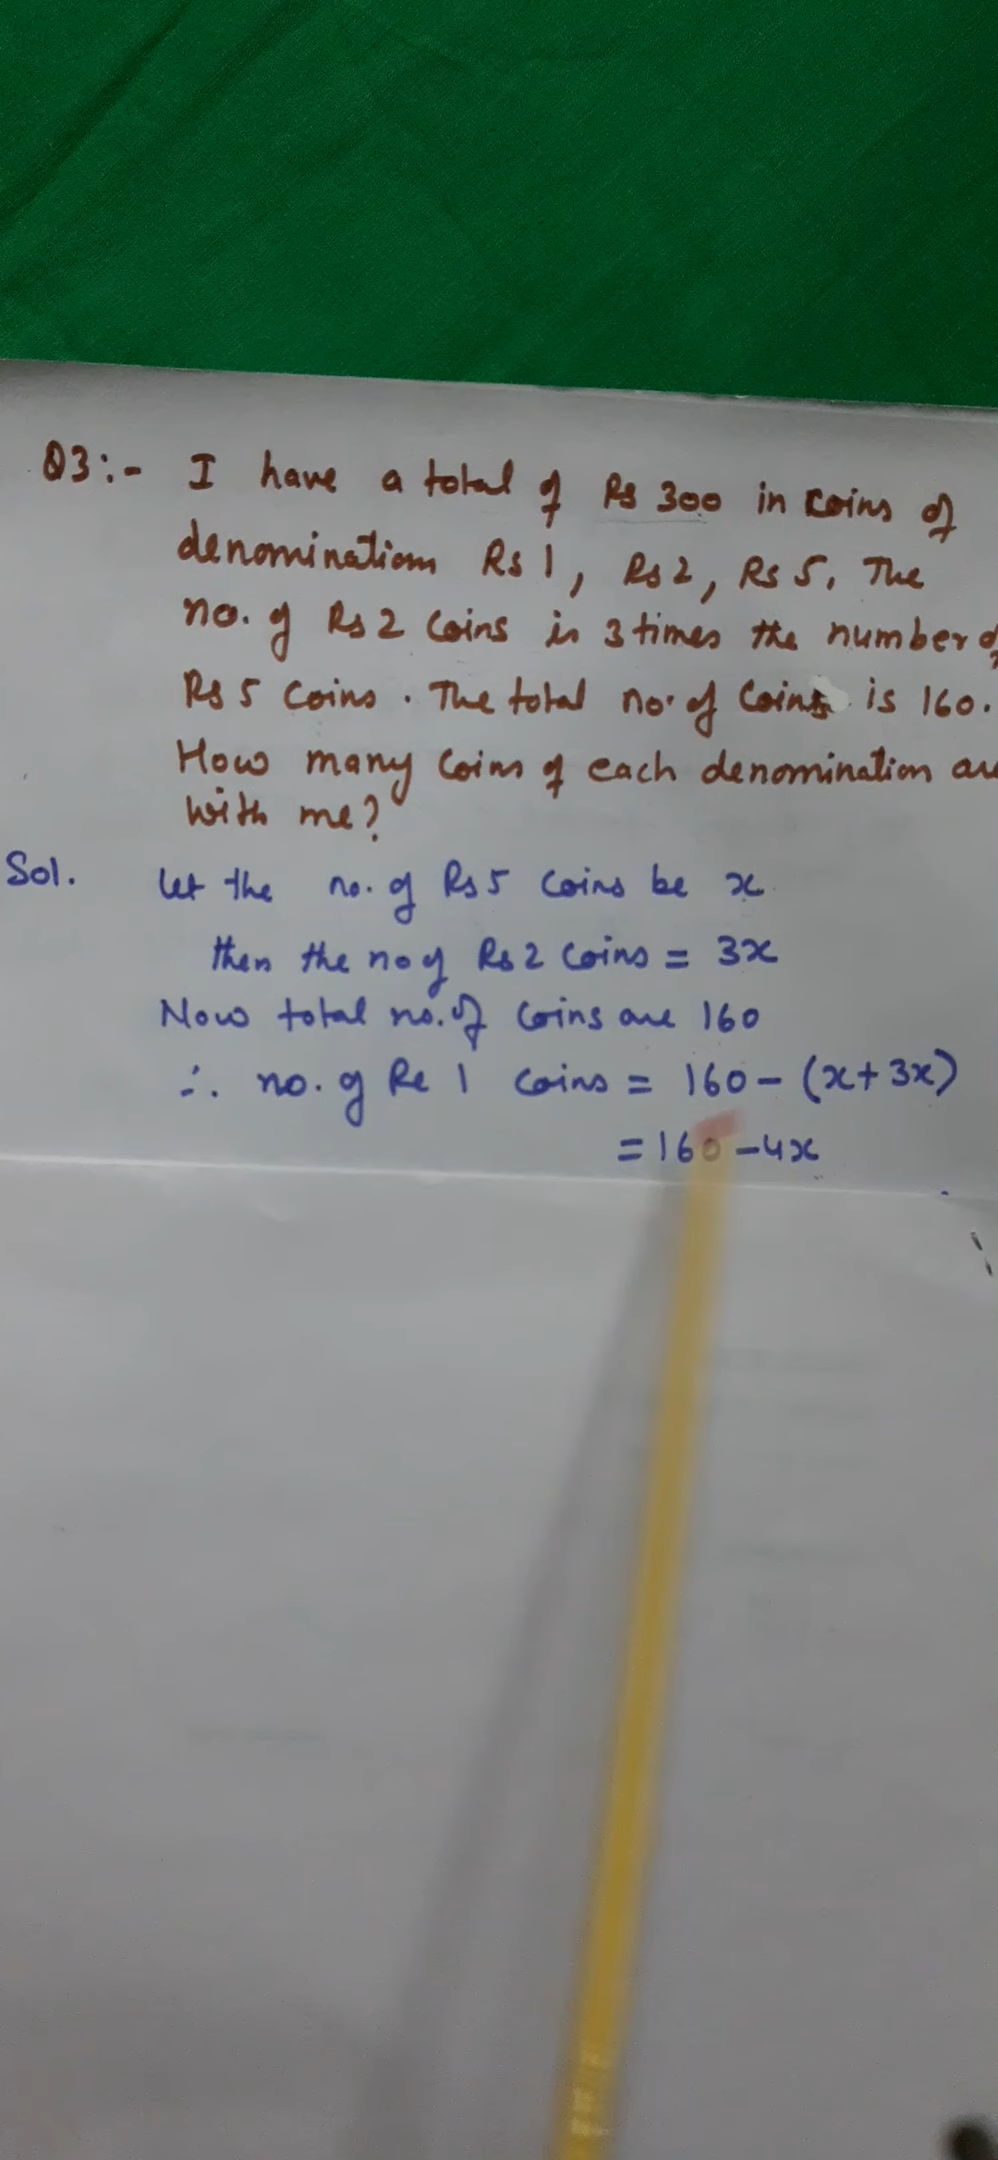 Q3:- I have a total of Rs 300 in coins of
denominations Rs 1, Rs 2, Rs 5. The
no. of Rs 2 Coins is 3 times the number of
Rs 5 Coins. The total no. of Coins is 160.
How many Coins of each denomination are
with me?
Sol. Let the no. of Rs 5 Coins be x
then the no of Rs 2 Coins = 3x
Now total no. of Coins are 160
∴ no. of Re 1 Coins = 160 - (x + 3x)
= 160 - 4x